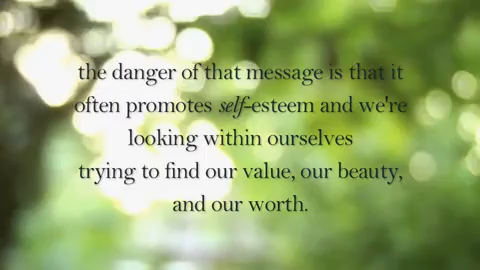 the danger of that message is that it
often promotes self-esteem and we're
looking within ourselves
trying to find our value, our beauty,
and our worth.